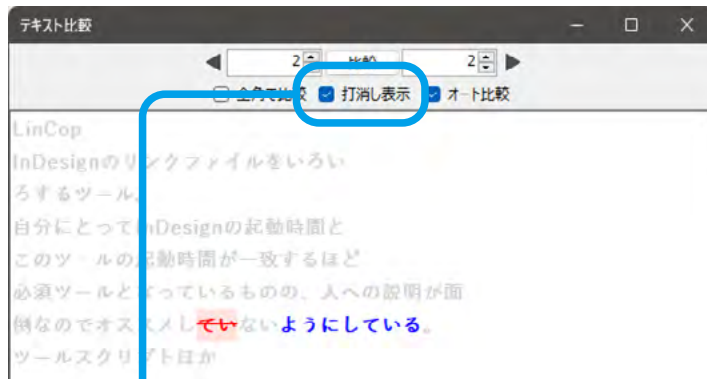 テキスト比較
2 比較 2
全角で比較 打消し表示 オート比較
LinCop
InDesignのリンクファイルをいろい
ろするツール。
自分にとってInDesignの起動時間と
このツールの起動時間が一致するほど
必須ツールとなっているものの、人への説明が面
倒なのでオススメしていないようにしている。
ツールスクリプトほか